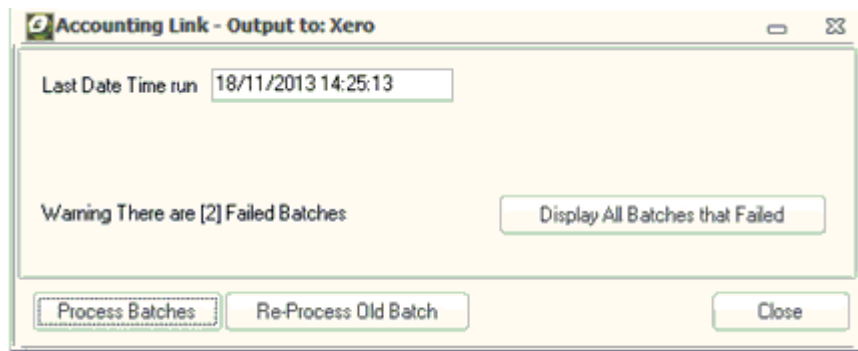 Accounting Link - Output to: Xero
Last Date Time run 18/11/2013 14:25:13
Warning There are [2] Failed Batches Display All Batches that Failed
Process Batches Re-Process Old Batch Close